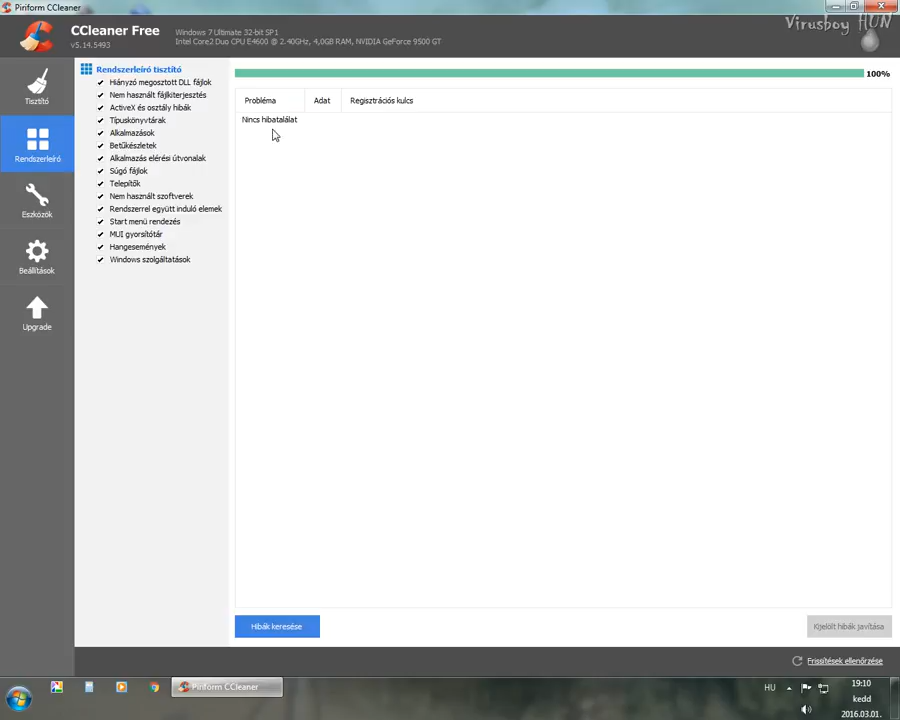 Piriform CCleaner
CCleaner Free
v5.14.5493
Windows 7 Ultimate 32-bit SP1
Intel Core2 Duo CPU E4600 @ 2.40GHz, 4,0GB RAM, NVIDIA GeForce 9500 GT
Virusboy HUN
Tisztító
Rendszerleíró
Eszközök
Beállítások
Upgrade
Rendszerleíró tisztító
Hiányzó megosztott DLL fájlok
Nem használt fájlkiterjesztés
ActiveX és osztály hibák
Típuskönyvtárak
Alkalmazások
Betűkészletek
Alkalmazás elérési útvonalak
Súgó fájlok
Telepítők
Nem használt szoftverek
Rendszerrel együtt induló elemek
Start menü rendezés
MUI gyorsítótár
Hangesemények
Windows szolgáltatások
100%
Probléma Adat Regisztrációs kulcs
Nincs hibatalálat
Hibák keresése
Kijelölt hibák javítása
Frissítések ellenőrzése
Piriform CCleaner
HU
19:10
kedd
2016.03.01.